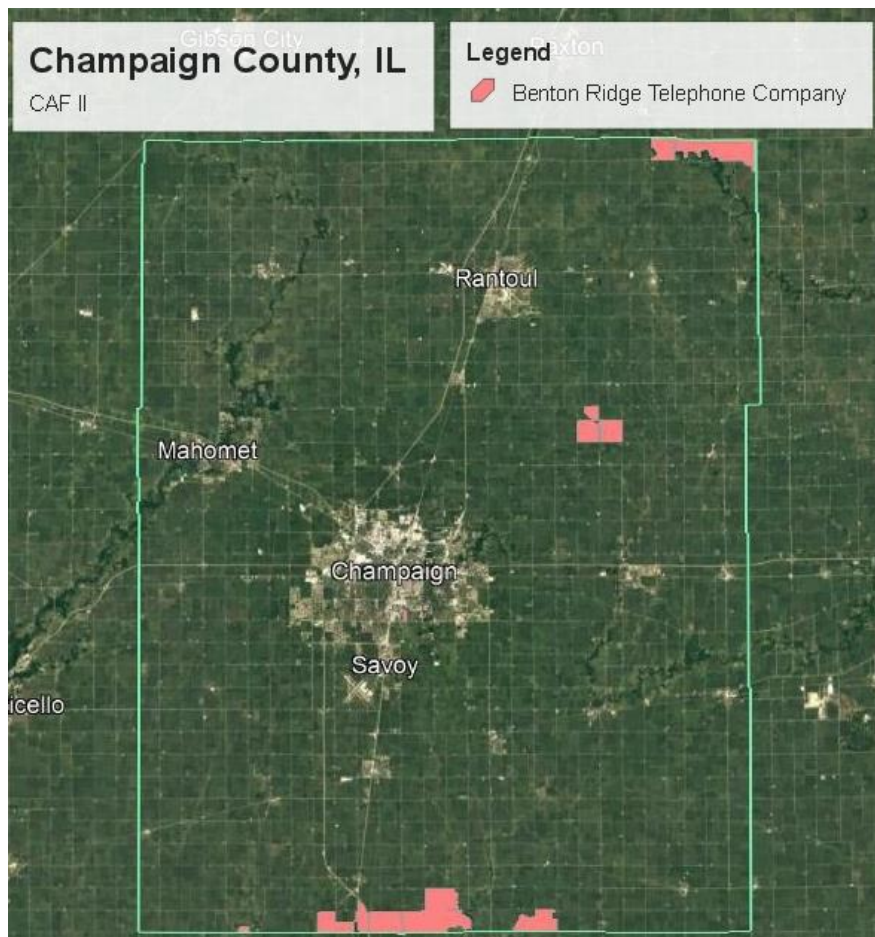 Gibson City
Paxton
Champaign County, IL
CAF II
Legend
Benton Ridge Telephone Company
Rantoul
Mahomet
Champaign
Savoy
icello